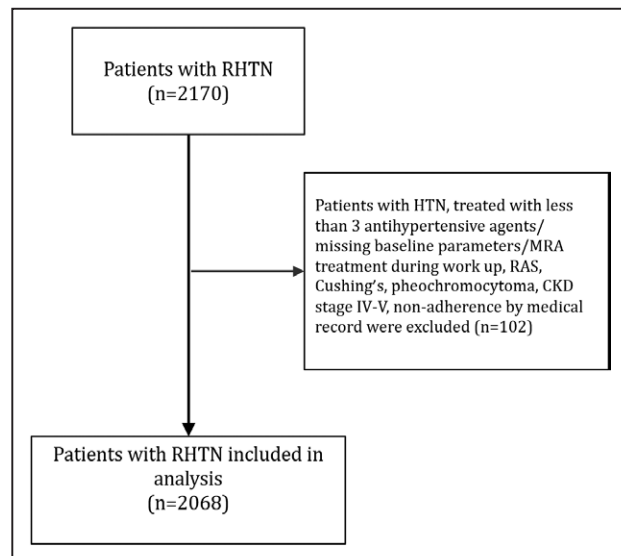 Patients with RHTN
(n=2170)
Patients with HTN, treated with less
than 3 antihypertensive agents/
missing baseline parameters/MRA
treatment during work up, RAS,
Cushing's, pheochromocytoma, CKD
stage IV-V, non-adherence by medical
record were excluded (n=102)
Patients with RHTN included in
analysis
(n=2068)